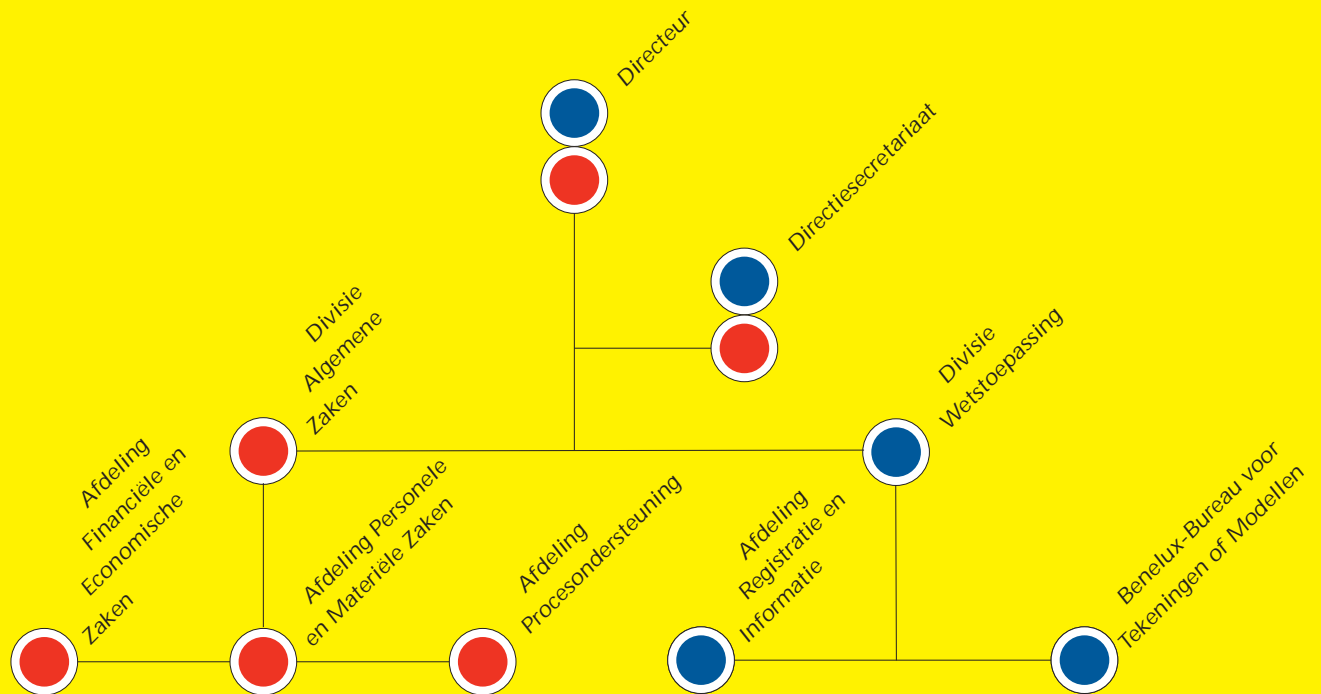 Directeur
Directiesecretariaat
Divisie
Algemene
Zaken
Divisie
Wetstoepassing
Afdeling
Financiële en
Economische
Zaken
Afdeling Personele
en Materiële Zaken
Afdeling
Procesondersteuning
Afdeling
Registratie en
Informatie
Benelux-Bureau voor
Tekeningen of Modellen